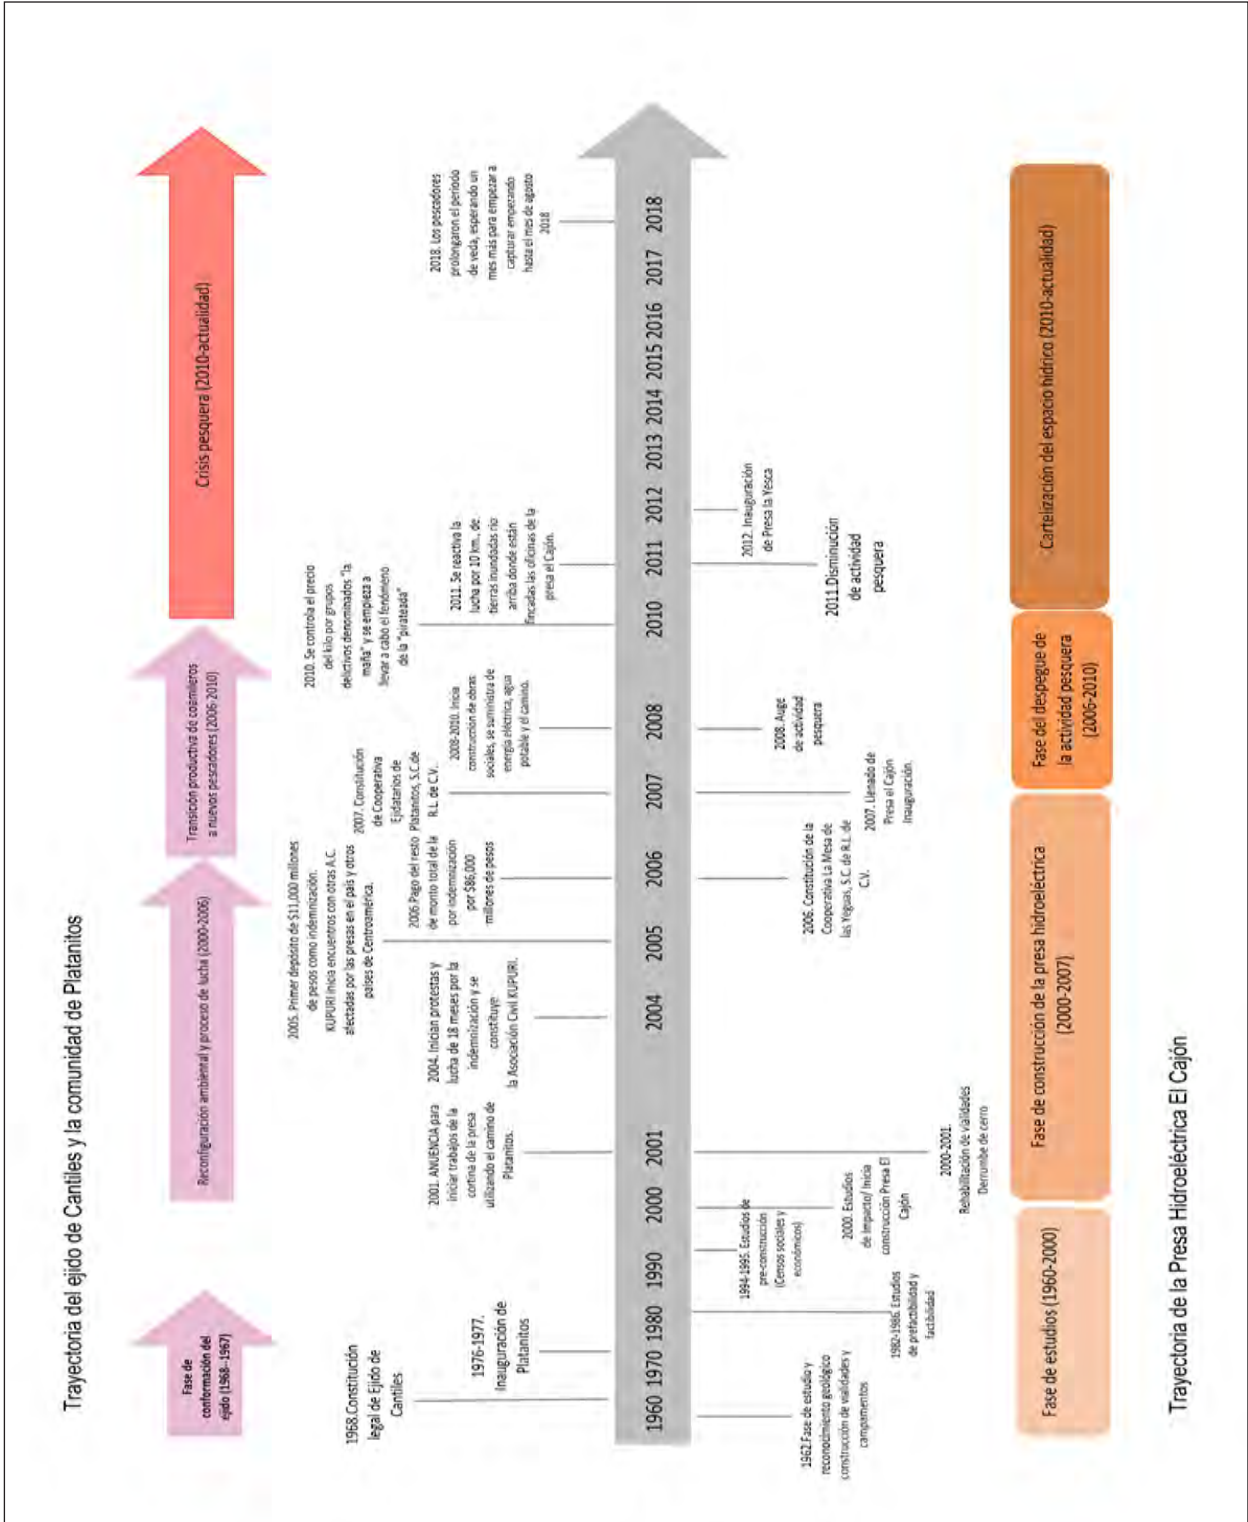 Trayectoria del ejido de Cantiles y la comunidad de Platanitos
Fase de
conformación del
ejido (1968--1967)
Reconfiguración ambiental y proceso de lucha (2000-2006)
Transición productiva de coamileros
a nuevos pescadores (2006-2010)
Crisis pesquera (2010-actualidad)
1968.Constitución
legal de Ejido de
Cantiles
1976-1977.
Inauguración de
Platanitos
2001. ANUENCIA para
iniciar trabajos de la
cortina de la presa
utilizando el camino de
Platanitos.
2004. Inician protestas y
lucha de 18 meses por la
indemnización y se
constituye
la Asociación Civil KUPURI.
2005. Primer depósito de $11,000 millones
de pesos como indemnización.
KUPURI inicia encuentros con otras A.C.
afectadas por las presas en el país y otros
países de Centroamérica.
2006 Pago del resto
de monto total de la
por indemnización
por $86,000
millones de pesos
2007. Constitución
de Cooperativa
Ejidatarios de
Platanitos, S.C.de
R.L. de C.V..
2008-2010. Inicia
construcción de obras
sociales, se suministra de
energía eléctrica, agua
potable y el camino.
2010. Se controla el precio
del kilo por grupos
delictivos denominados "la
maña" y se empieza a
llevar a cabo el fenómeno
de la "pirateada"
2011. Se reactiva la
lucha por 10 km., de
tierras inundadas río
arriba donde están
fincadas las oficinas de la
presa el Cajón.
2018. Los pescadores
prolongaron el periodo
de veda, esperando un
mes más para empezar a
capturar empezando
hasta el mes de agosto
2018
1960 1970 1980 1990 2000 2001 2004 2005 2006 2007 2008 2010 2011 2012 2013 2014 2015 2016 2017 2018
1962.Fase de estudio y
reconocimiento geológico
construcción de vialidades y
campamentos
1982-1986. Estudios
de prefactibilidad y
factibilidad
1994-1995. Estudios de
pre-construcción
(Censos sociales y
económicos)
2000. Estudios
de Impacto/ Inicia
construcción Presa El
Cajón
2000-2001.
Rehabilitación de vialidades
Derrumbe de cerro
2006. Constitución de la
Cooperativa La Mesa de
las Yeguas, S.C. de R.L. de
C.V.
2007. Llenado de
Presa el Cajón
Inauguración.
2008. Auge
de actividad
pesquera
2011.Disminución
de actividad
pesquera
2012. Inauguración
de Presa la Yesca
Fase de estudios (1960-2000)
Fase de construcción de la presa hidroeléctrica
(2000-2007)
Fase del despegue de
la actividad pesquera
(2006-2010)
Cartelización del espacio hídrico (2010-actualidad)
Trayectoria de la Presa Hidroeléctrica El Cajón